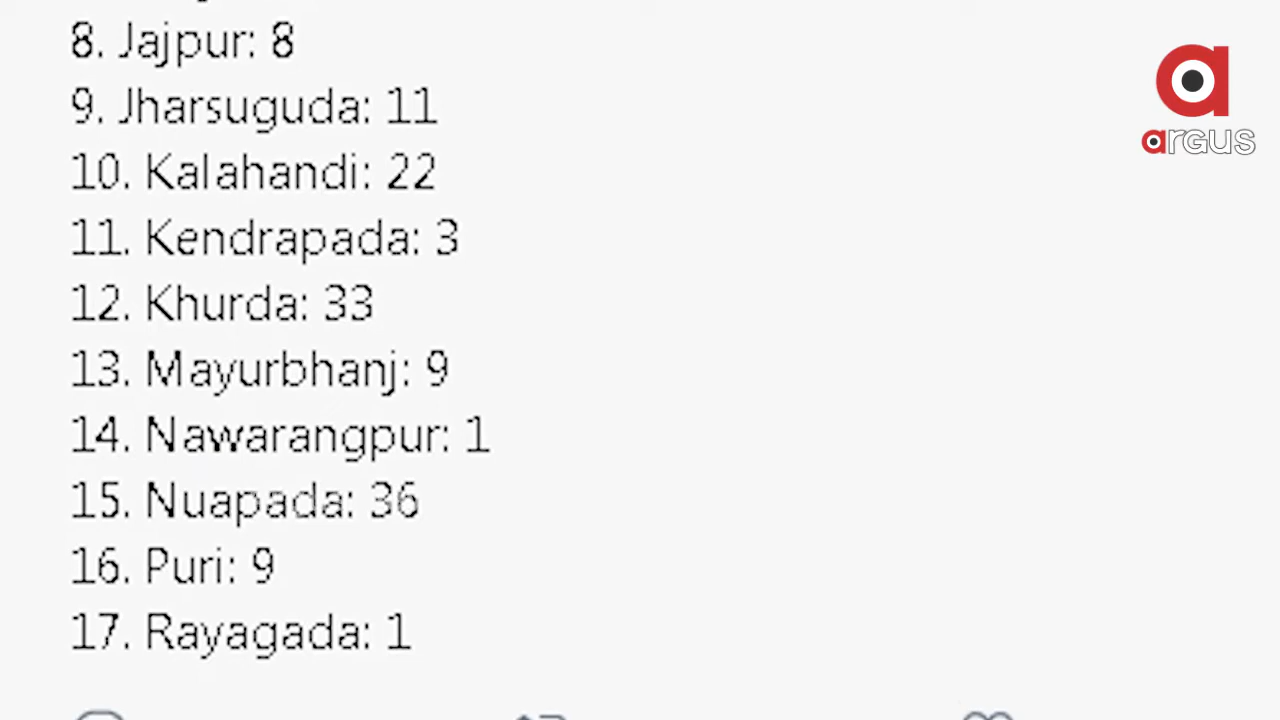 8. Jajpur: 8
9. Jharsuguda: 11
10. Kalahandi: 22
11. Kendrapada: 3
12. Khurda: 33
13. Mayurbhanj: 9
14. Nawarangpur: 1
15. Nuapada: 36
16. Puri: 9
17. Rayagada: 1
argus